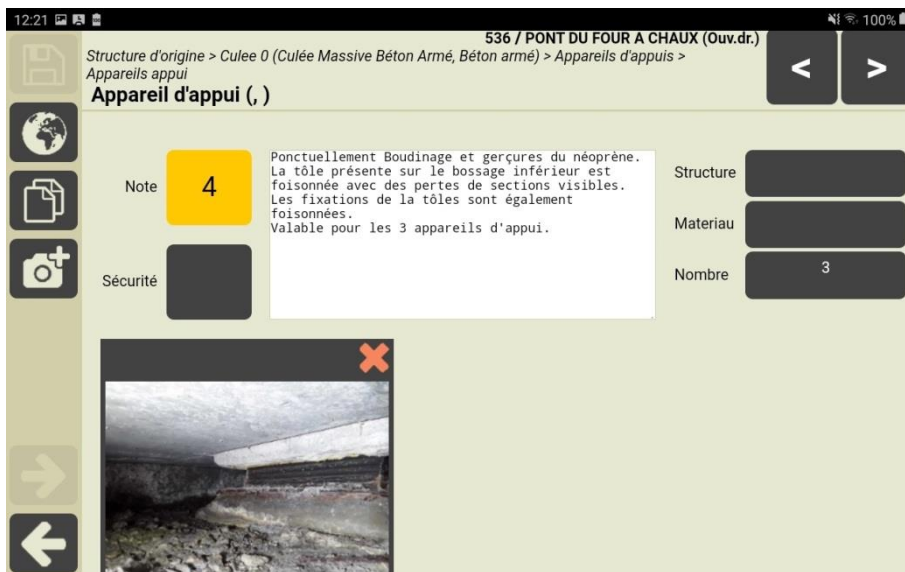 12:21
100%
536 / PONT DU FOUR A CHAUX (Ouv.dr.)
Structure d'origine > Culee 0 (Culée Massive Béton Armé, Béton armé) > Appareils d'appuis >
Appareils appui
Appareil d'appui (, )
<
>
Note
4
Ponctuellement Boudinage et gerçures du néoprène.
La tôle présente sur le bossage inférieur est
foisonnée avec des pertes de sections visibles.
Les fixations de la tôles sont également
foisonnées.
Valable pour les 3 appareils d'appui.
Sécurité
Structure
Materiau
Nombre
3